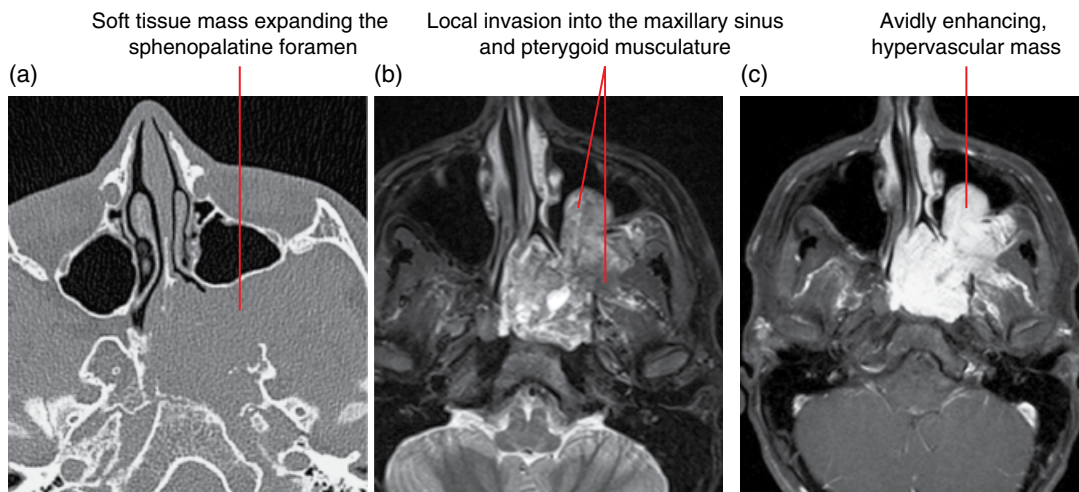 Soft tissue mass expanding the
sphenopalatine foramen
Local invasion into the maxillary sinus
and pterygoid musculature
Avidly enhancing,
hypervascular mass
(a)
(b)
(c)